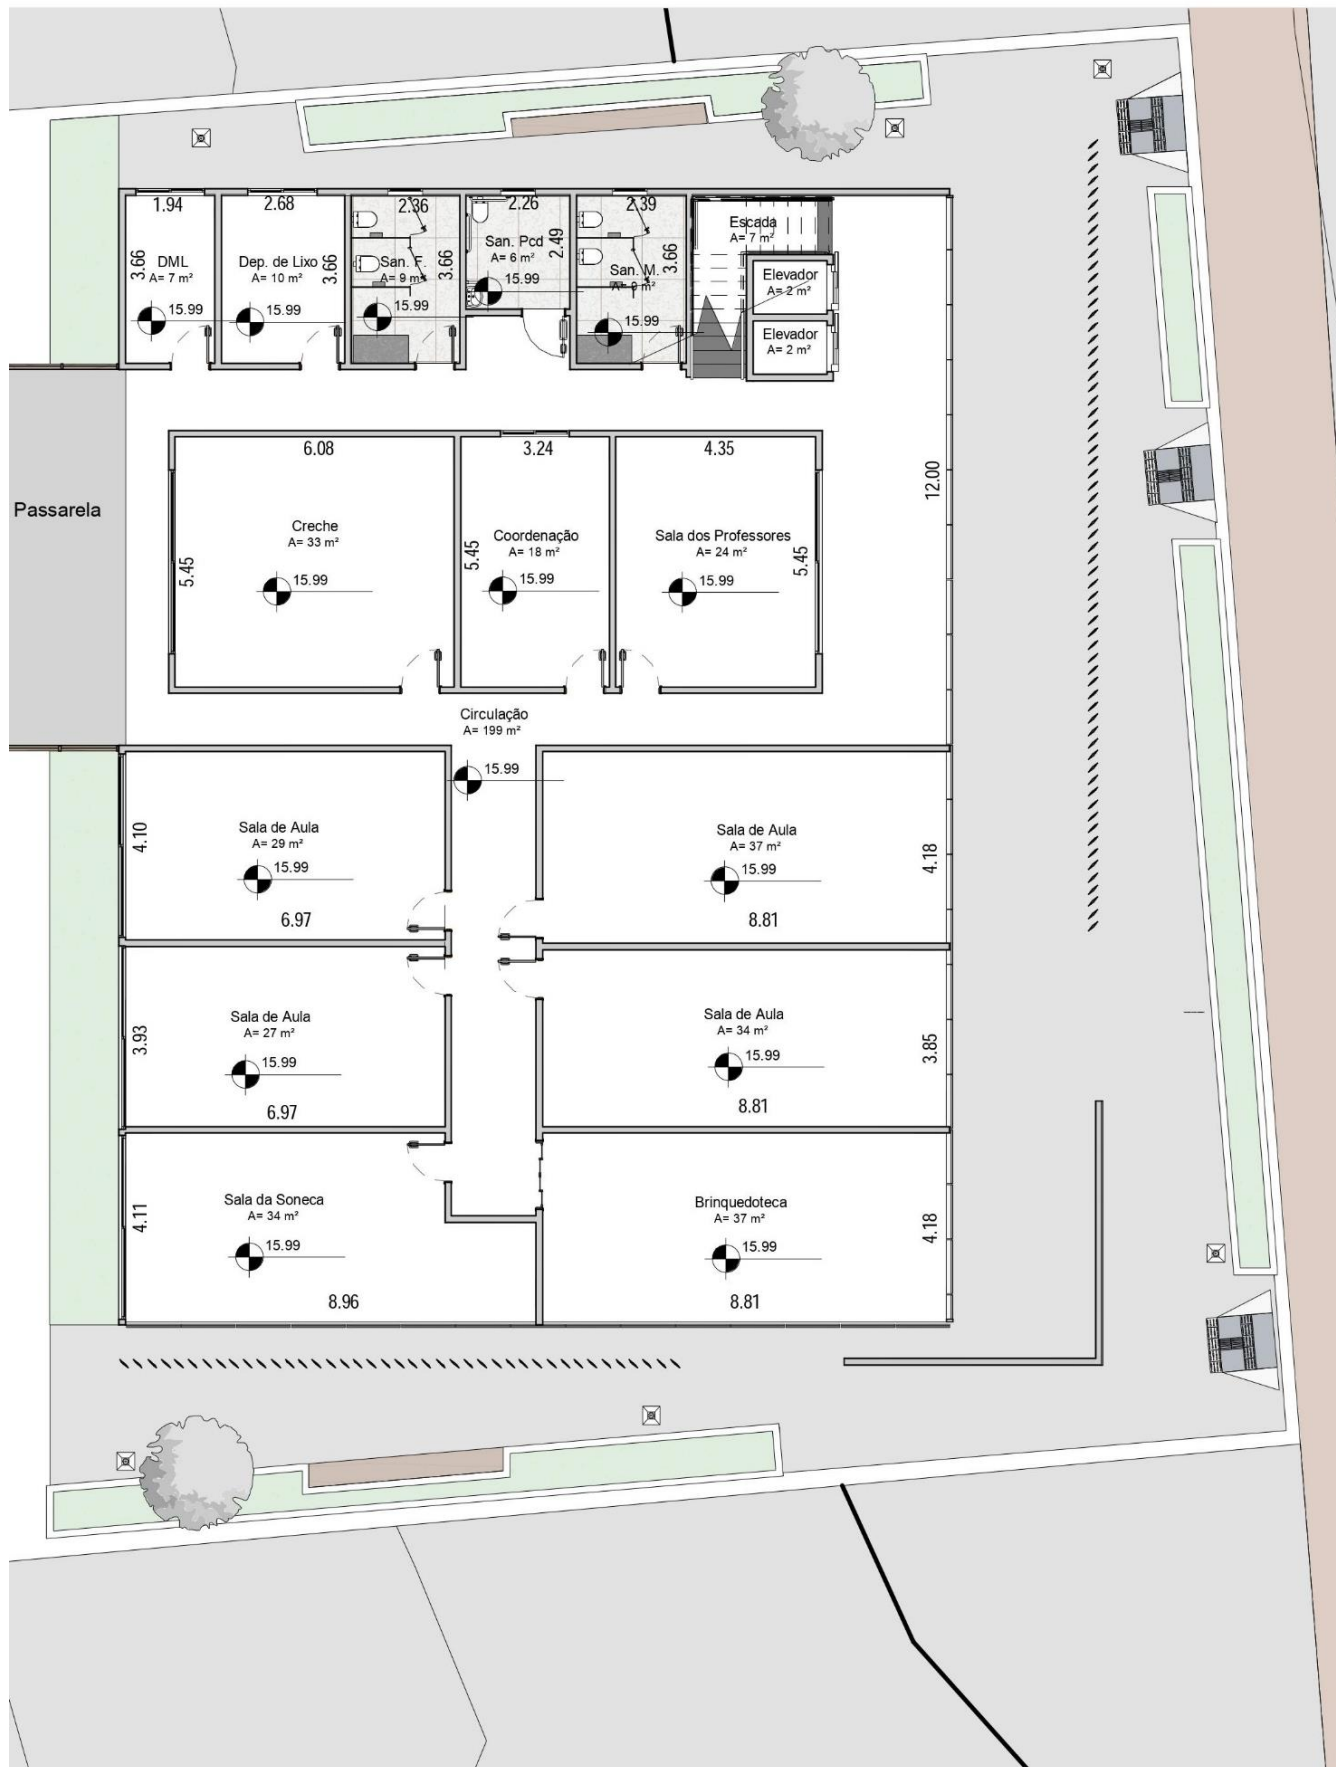 1.94
2.68
2.36
2.26
2.39
Escada
A= 7 m²
3.66
DML
A= 7 m²
15.99
Dep. de Lixo
A= 10 m²
3.66
15.99
San. F.
A= 9 m²
3.66
15.99
San. Pcd
A= 6 m²
2.49
15.99
San. M.
A= 9 m²
3.66
15.99
Elevador
A= 2 m²
Elevador
A= 2 m²
6.08
3.24
4.35
12.00
Passarela
Creche
A= 33 m²
5.45
15.99
Coordenação
A= 18 m²
5.45
15.99
Sala dos Professores
A= 24 m²
5.45
15.99
Circulação
A= 199 m²
15.99
4.10
Sala de Aula
A= 29 m²
15.99
6.97
Sala de Aula
A= 37 m²
15.99
4.18
8.81
3.93
Sala de Aula
A= 27 m²
15.99
6.97
Sala de Aula
A= 34 m²
15.99
3.85
8.81
4.11
Sala da Soneca
A= 34 m²
15.99
8.96
Brinquedoteca
A= 37 m²
15.99
4.18
8.81